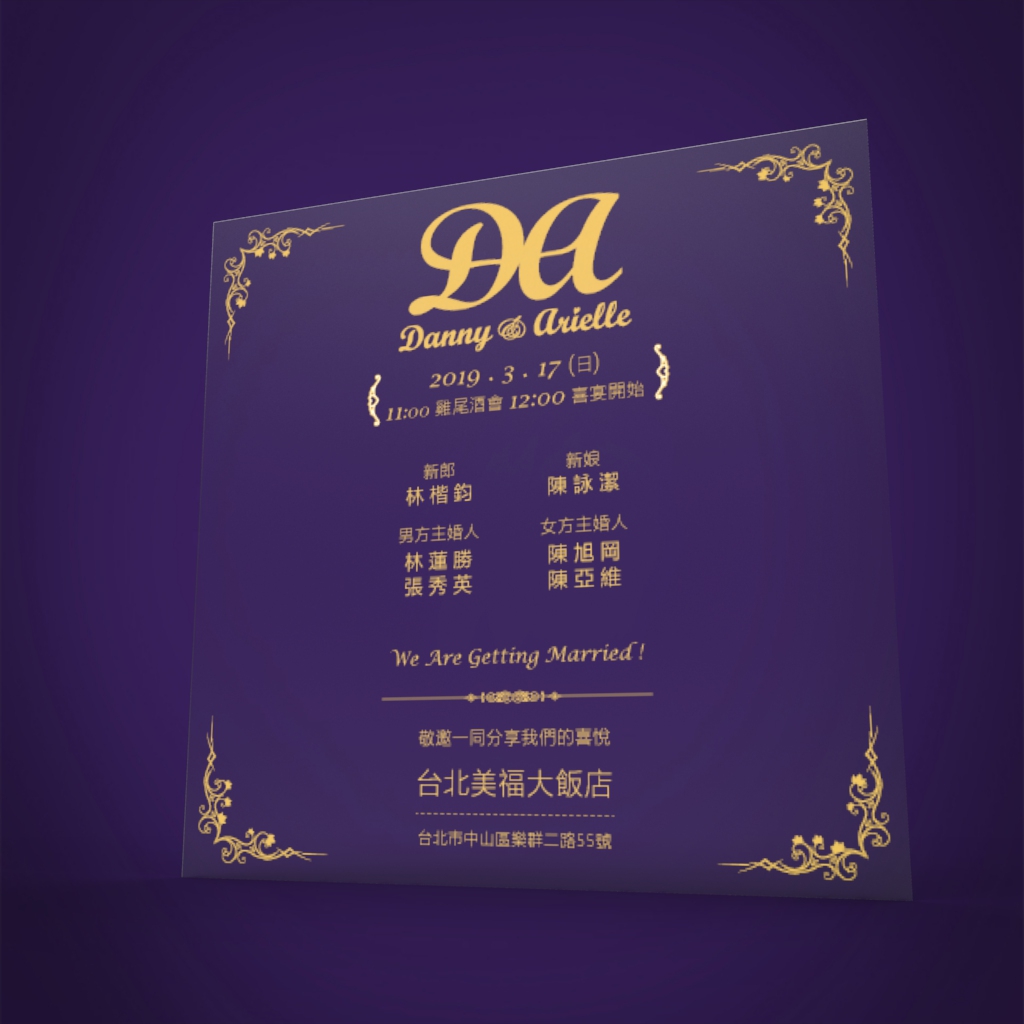 DA
Danny & Arielle
2019 . 3 . 17 (日)
11:00 雞尾酒會 12:00 喜宴開始
新郎
林楷鈞
新娘
陳詠潔
男方主婚人
林蓮勝
張秀英
女方主婚人
陳旭岡
陳亞維
We Are Getting Married !
敬邀一同分享我們的喜悅
台北美福大飯店
台北市中山區樂群二路55號